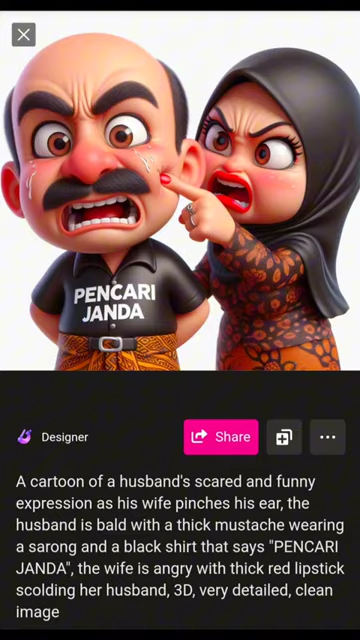 PENCARI
JANDA
Designer
Share
A cartoon of a husband's scared and funny
expression as his wife pinches his ear, the
husband is bald with a thick mustache wearing
a sarong and a black shirt that says "PENCARI
JANDA", the wife is angry with thick red lipstick
scolding her husband, 3D, very detailed, clean
image